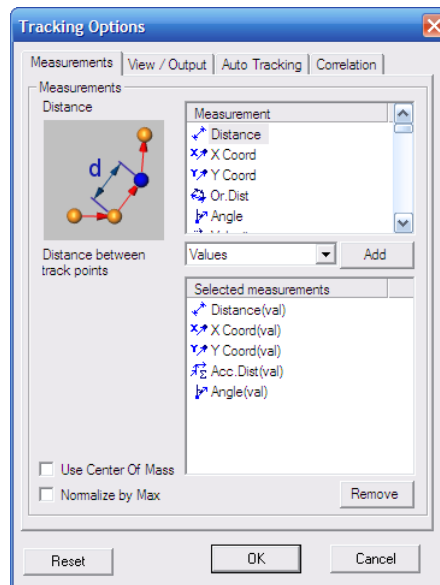 Tracking Options
Measurements View / Output Auto Tracking Correlation
Measurements
Distance
d
Measurement
Distance
X Coord
Y Coord
Or.Dist
Angle
Distance between
track points
Values
Add
Selected measurements
Distance(val)
X Coord(val)
Y Coord(val)
Acc.Dist(val)
Angle(val)
Use Center Of Mass
Normalize by Max
Remove
Reset
OK
Cancel